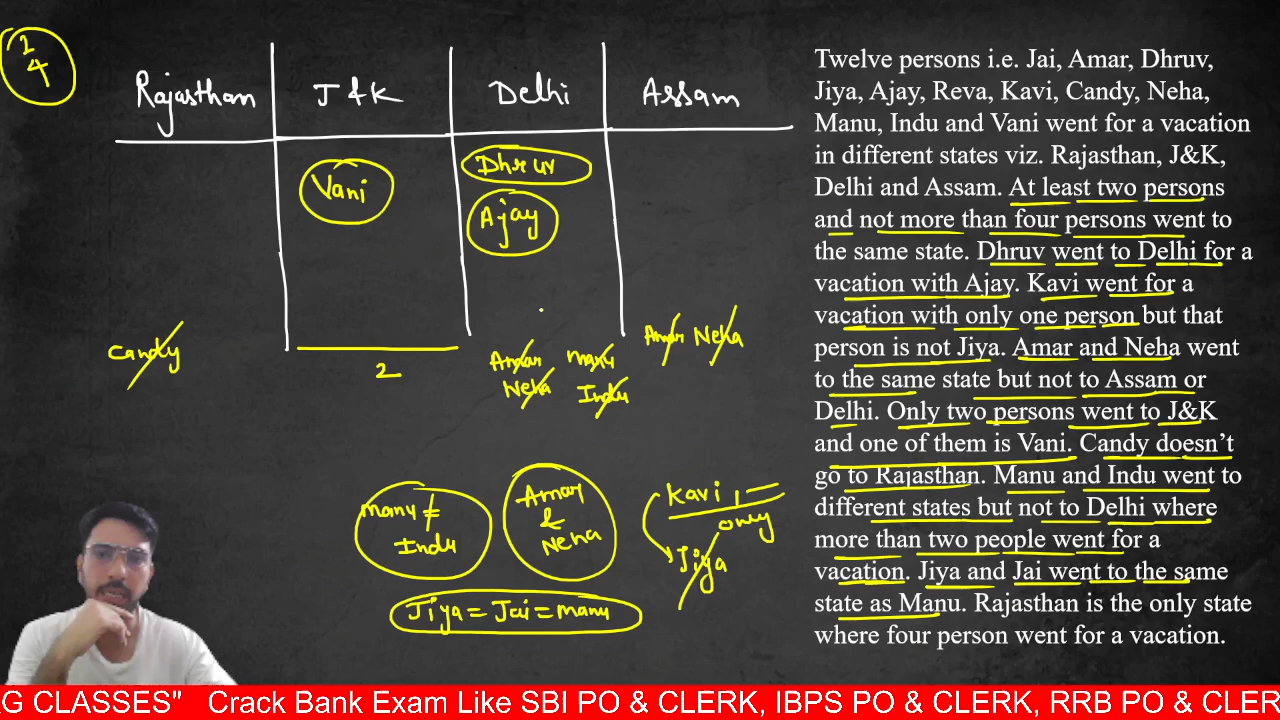 2
4
Rajasthan J &K Delhi Assam
Vani
Dhruv
Ajay
Candy
2
Amar Manu
Neha Indu
Amar Neha
Manu ≠
Indu
Amar
&
Neha
Kavi, =
only
Jiya
Jiya = Jai = Manu
Twelve persons i.e. Jai, Amar, Dhruv,
Jiya, Ajay, Reva, Kavi, Candy, Neha,
Manu, Indu and Vani went for a vacation
in different states viz. Rajasthan, J&K,
Delhi and Assam. At least two persons
and not more than four persons went to
the same state. Dhruv went to Delhi for a
vacation with Ajay. Kavi went for a
vacation with only one person but that
person is not Jiya. Amar and Neha went
to the same state but not to Assam or
Delhi. Only two persons went to J&K
and one of them is Vani. Candy doesn’t
go to Rajasthan. Manu and Indu went to
different states but not to Delhi where
more than two people went for a
vacation. Jiya and Jai went to the same
state as Manu. Rajasthan is the only state
where four person went for a vacation.
G CLASSES" Crack Bank Exam Like SBI PO & CLERK, IBPS PO & CLERK, RRB PO & CLER